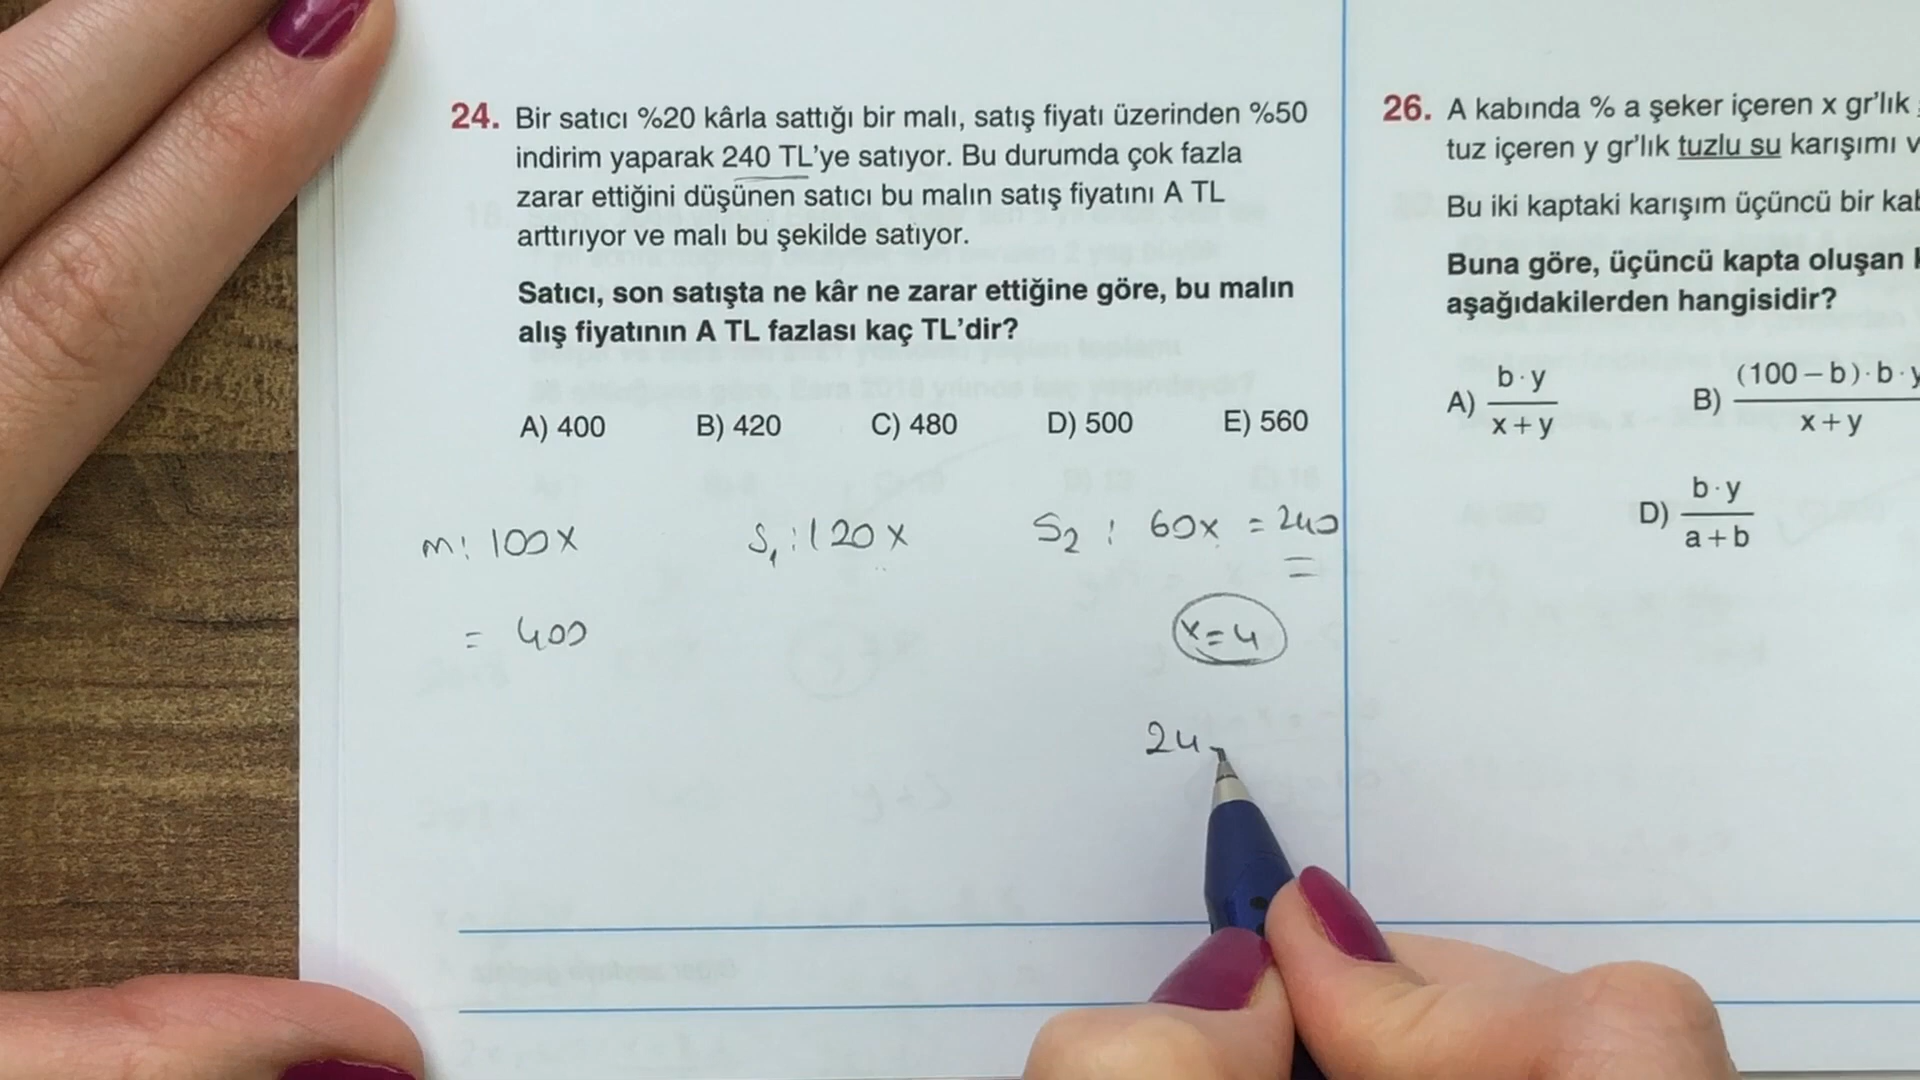 24. Bir satıcı %20 kârla sattığı bir malı, satış fiyatı üzerinden %50
indirim yaparak 240 TL'ye satıyor. Bu durumda çok fazla
zarar ettiğini düşünen satıcı bu malın satış fiyatını A TL
arttırıyor ve malı bu şekilde satıyor.
Satıcı, son satışta ne kâr ne zarar ettiğine göre, bu malın
alış fiyatının A TL fazlası kaç TL'dir?
A) 400 B) 420 C) 480 D) 500 E) 560
m: 100x S1: 120x S2: 60x = 240
= 400 x=4
24
26. A kabında % a şeker içeren x gr'lık
tuz içeren y gr'lık tuzlu su karışımı
Bu iki kaptaki karışım üçüncü bir
Buna göre, üçüncü kapta oluşan
aşağıdakilerden hangisidir?
A) b·y / x+y B) (100–b)·b·y / x+y
D) b·y / a+b